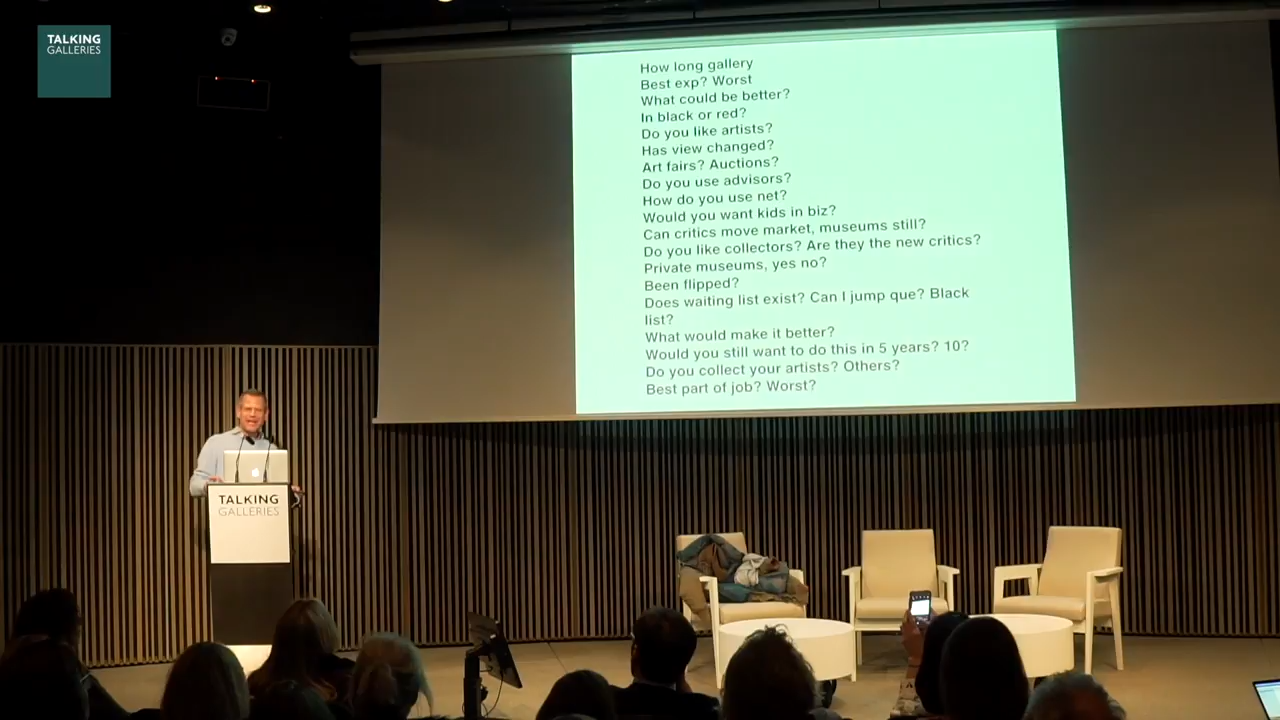 TALKING
GALLERIES
How long gallery
Best exp? Worst
What could be better?
In black or red?
Do you like artists?
Has view changed?
Art fairs? Auctions?
Do you use advisors?
How do you use net?
Would you want kids in biz?
Can critics move market, museums still?
Do you like collectors? Are they the new critics?
Private museums, yes no?
Been flipped?
Does waiting list exist? Can I jump que? Black
list?
What would make it better?
Would you still want to do this in 5 years? 10?
Do you collect your artists? Others?
Best part of job? Worst?
TALKING
GALLERIES